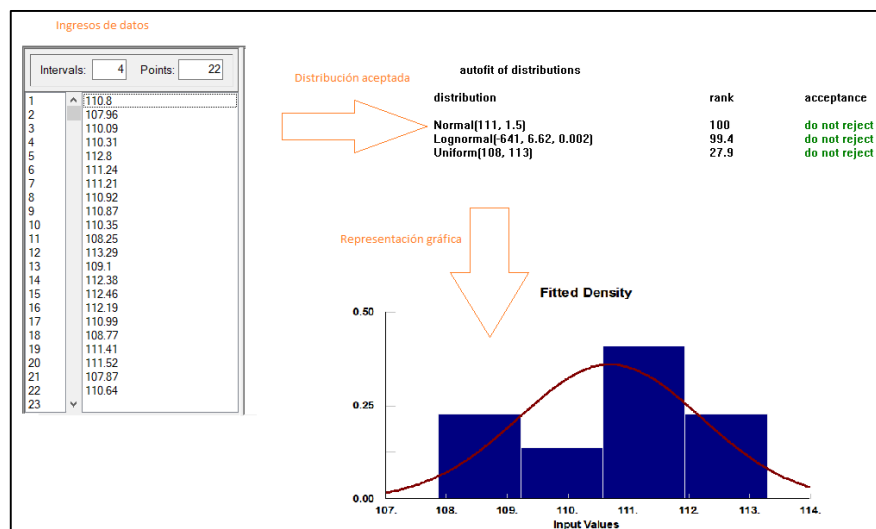 Ingresos de datos
Intervals: 4 Points: 22
1 110.8
2 107.96
3 110.09
4 110.31
5 112.8
6 111.24
7 111.21
8 110.92
9 110.87
10 110.35
11 108.25
12 113.29
13 109.1
14 112.38
15 112.46
16 112.19
17 110.99
18 108.77
19 111.41
20 111.52
21 107.87
22 110.64
23
Distribución aceptada
autofit of distributions
distribution rank acceptance
Normal(111, 1.5) 100 do not reject
Lognormal(-641, 6.62, 0.002) 99.4 do not reject
Uniform(108, 113) 27.9 do not reject
Representación gráfica
Fitted Density
0.50
0.25
0.00
107. 108. 109. 110. 111. 112. 113. 114.
Input Values